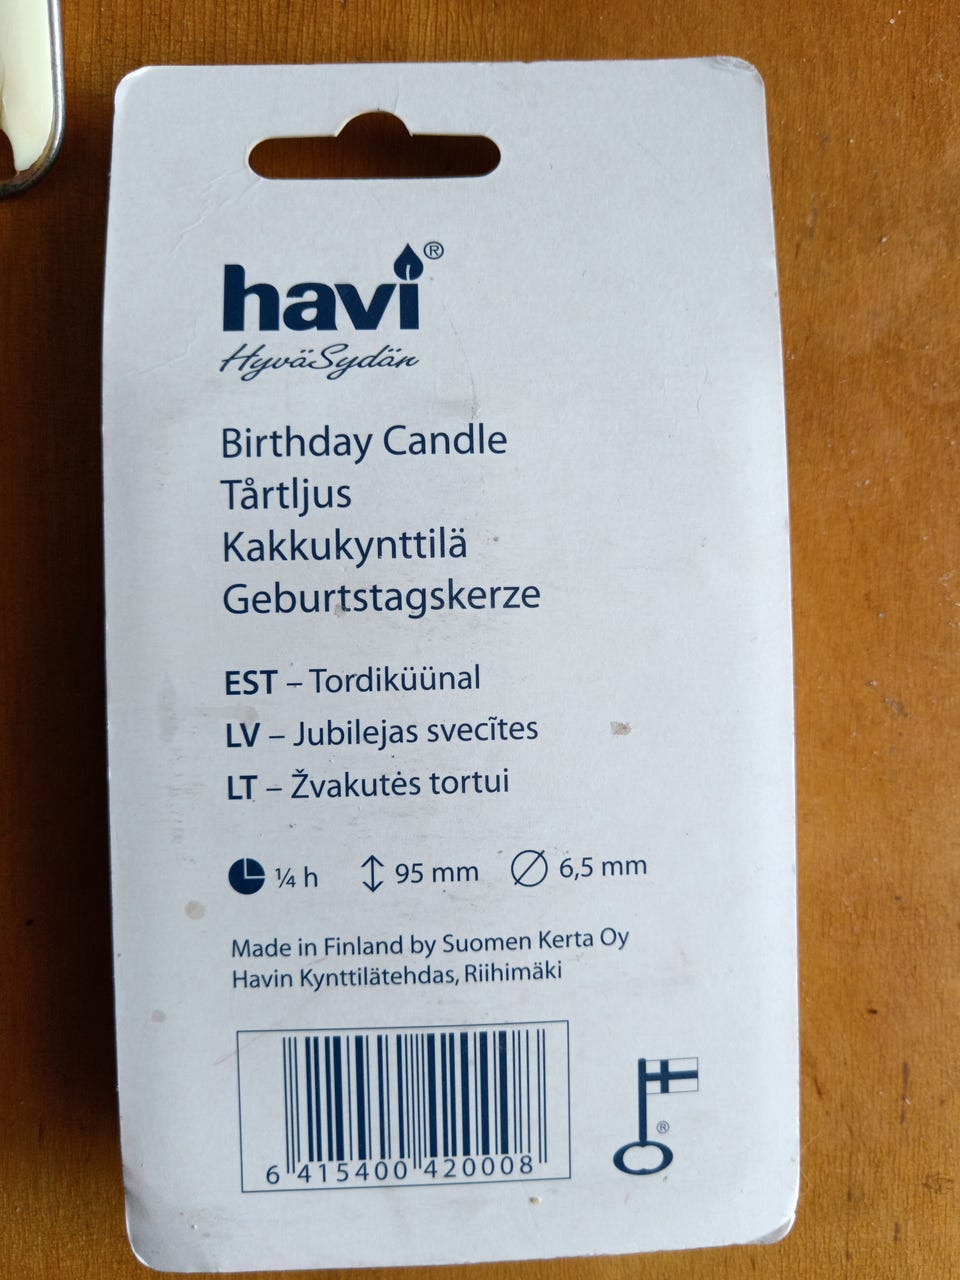 havi®
HyväSydän
Birthday Candle
Tårtljus
Kakkukynttilä
Geburtstagskerze
EST – Tordiküünal
LV – Jubilejas svecĩtes
LT – Žvakutės tortui
¼ h 95 mm 6,5 mm
Made in Finland by Suomen Kerta Oy
Havin Kynttilätehdas, Riihimäki
®
6 415400 420008